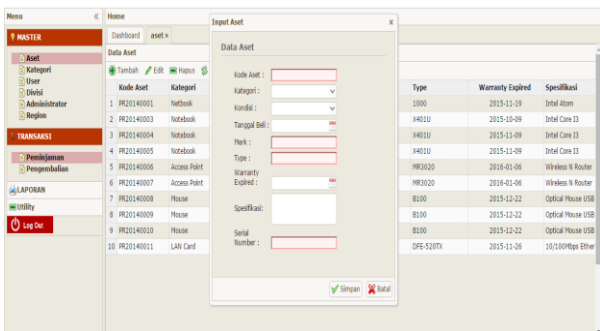 Menu
Home
MASTER
Aset
Kategori
User
Divisi
Administrator
Region
TRANSAKSI
Peminjaman
Pengembalian
LAPORAN
Utility
Log Out
Dashboard aset ×
Data Aset
Tambah Edit Hapus
Kode Aset Kategori Type Warranty Expired Spesifikasi
1 PR20140001 Netbook 1000 2015-11-29 Intel Atom
2 PR20140003 Notebook X401U 2015-10-09 Intel Core I3
3 PR20140004 Notebook X401U 2015-11-09 Intel Core I3
4 PR20140005 Notebook X401U 2015-11-09 Intel Core I3
5 PR20140006 Access Point MR3020 2016-01-06 Wireless N Router
6 PR20140007 Access Point MR3020 2016-01-06 Wireless N Router
7 PR20140008 Mouse B100 2015-12-22 Optical Mouse USB
8 PR20140009 Mouse B100 2015-12-22 Optical Mouse USB
9 PR20140010 Mouse B100 2015-12-22 Optical Mouse USB
10 PR20140011 LAN Card DFE-520TX 2015-11-26 10/100Mbps Ether
Input Aset X
Data Aset
Kode Aset :
Kategori :
Kondisi :
Tanggal Beli :
Merk :
Type :
Warranty
Expired :
Spesifikasi:
Serial
Number :
Simpan Batal